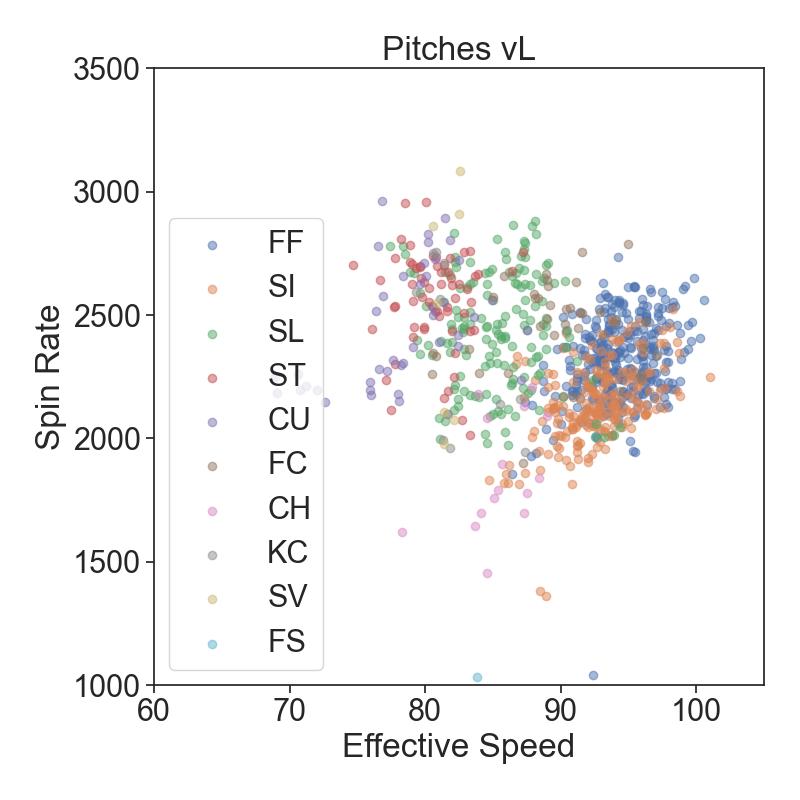 Pitches vL
3500
3000
2500
2000
1500
1000
Spin Rate
FF
SI
SL
ST
CU
FC
CH
KC
SV
FS
60
70
80
90
100
Effective Speed